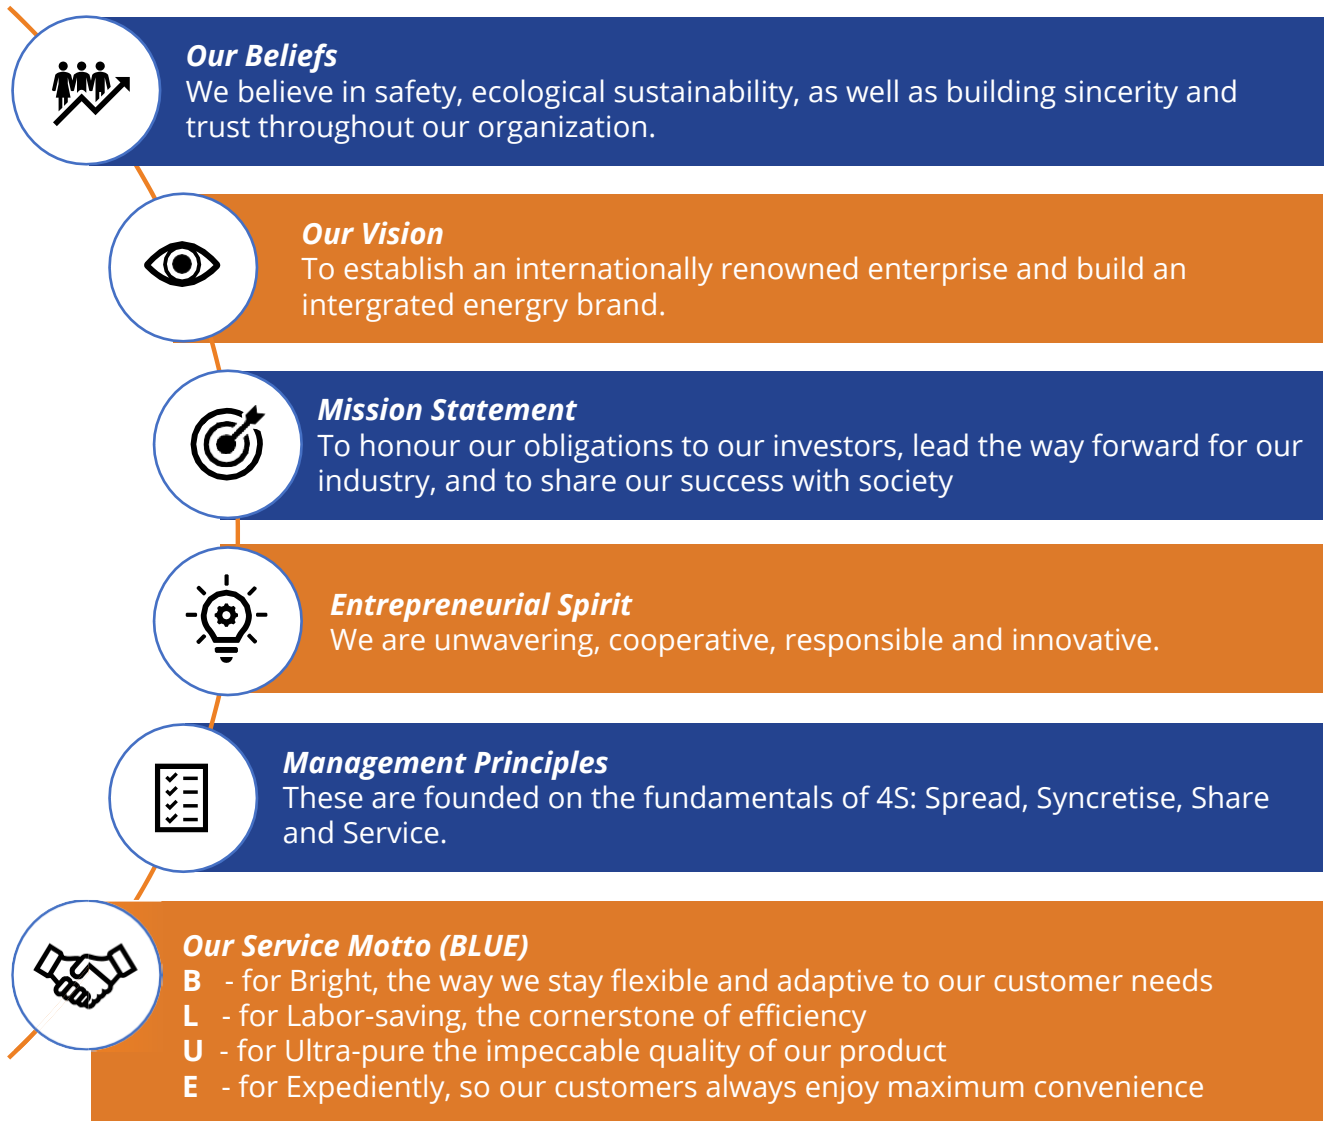 Our Beliefs
We believe in safety, ecological sustainability, as well as building sincerity and
trust throughout our organization.
Our Vision
To establish an internationally renowned enterprise and build an
intergrated energry brand.
Mission Statement
To honour our obligations to our investors, lead the way forward for our
industry, and to share our success with society
Entrepreneurial Spirit
We are unwavering, cooperative, responsible and innovative.
Management Principles
These are founded on the fundamentals of 4S: Spread, Syncretise, Share
and Service.
Our Service Motto (BLUE)
B - for Bright, the way we stay flexible and adaptive to our customer needs
L - for Labor-saving, the cornerstone of efficiency
U - for Ultra-pure the impeccable quality of our product
E - for Expediently, so our customers always enjoy maximum convenience